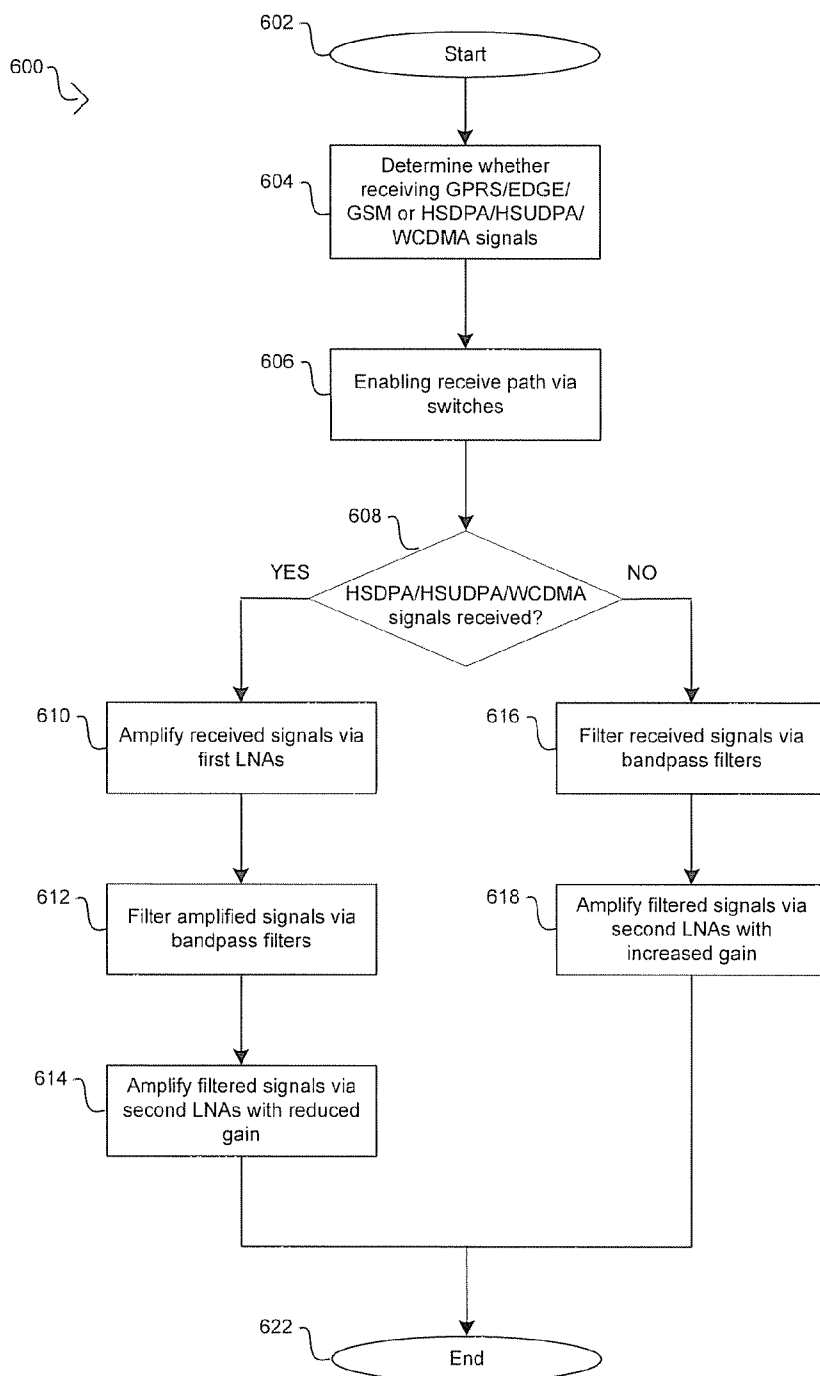 602
Start
600
604
Determine whether
receiving GPRS/EDGE/
GSM or HSDPA/HSUDPA/
WCDMA signals
606
Enabling receive path via
switches
608
YES
NO
HSDPA/HSUDPA/WCDMA
signals received?
610
Amplify received signals via
first LNAs
616
Filter received signals via
bandpass filters
612
Filter amplified signals via
bandpass filters
618
Amplify filtered signals via
second LNAs with
increased gain
614
Amplify filtered signals via
second LNAs with reduced
gain
622
End